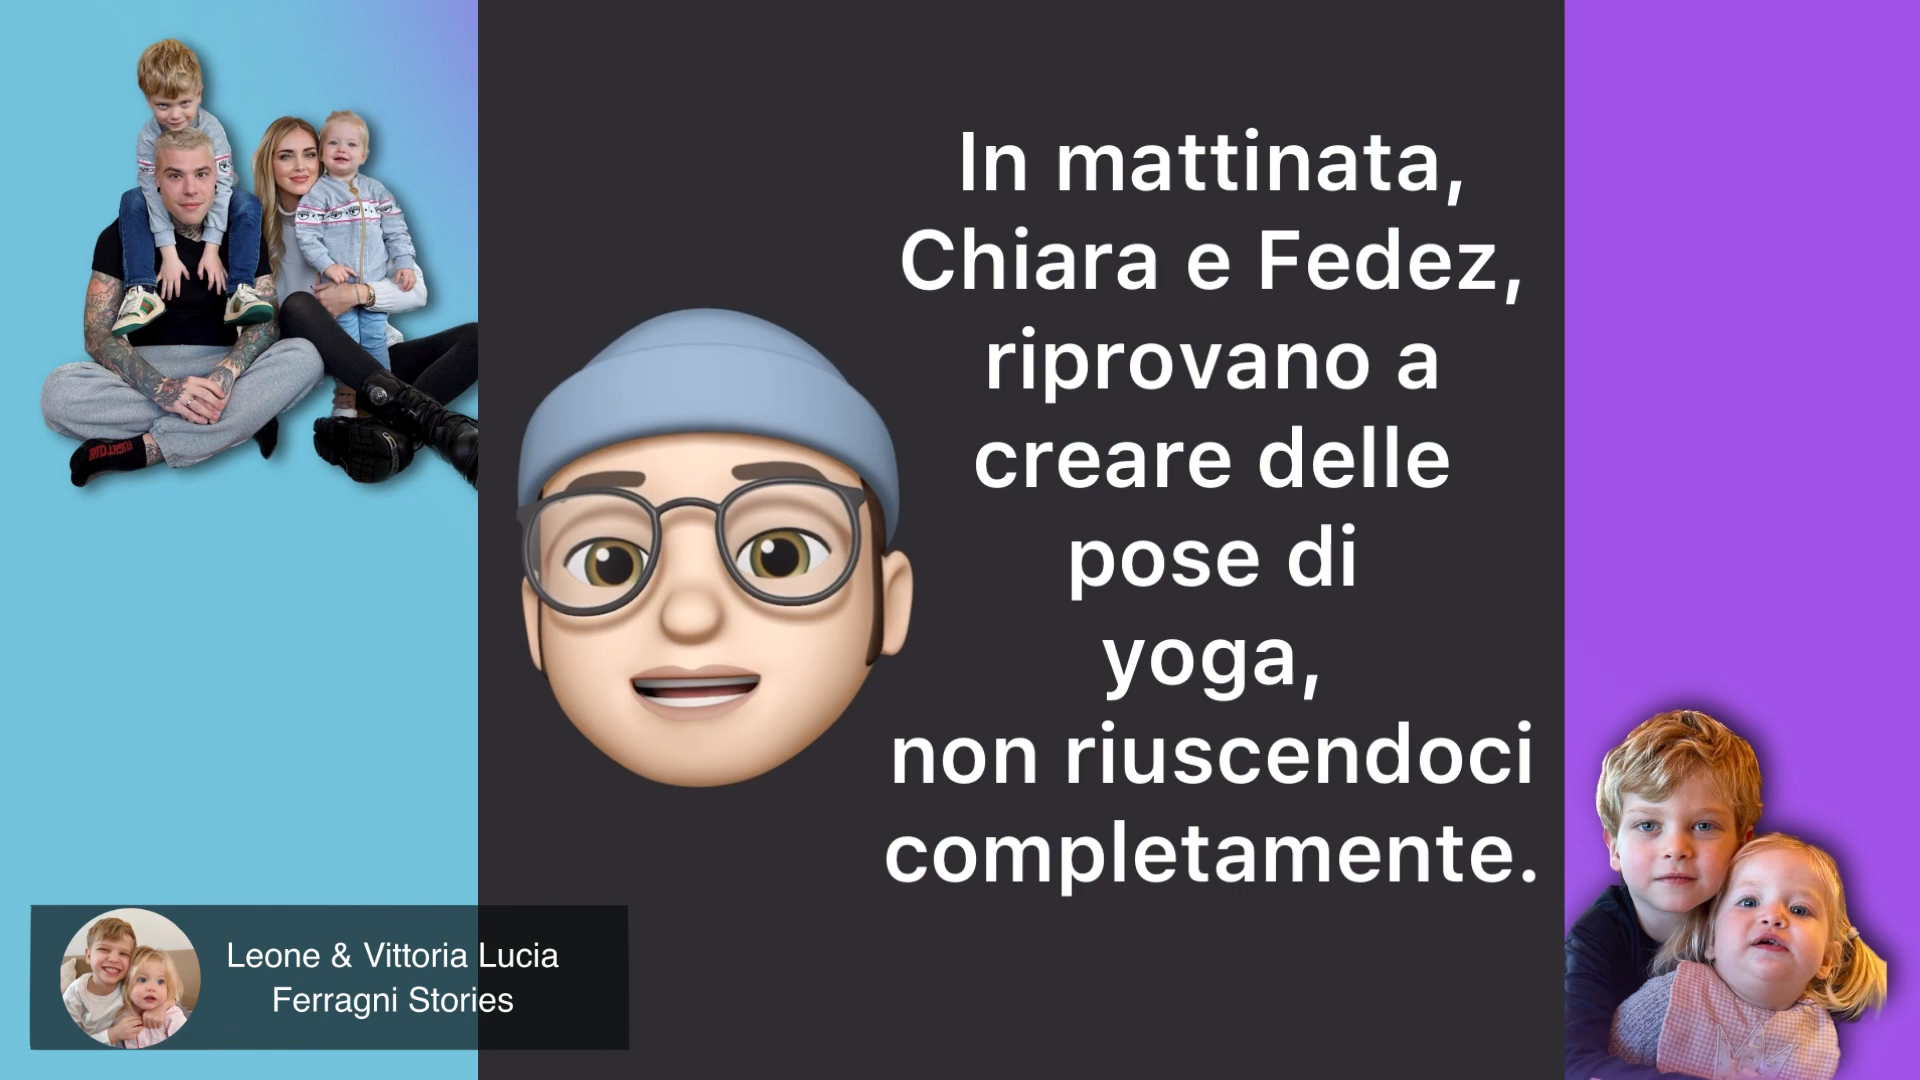 In mattinata,
Chiara e Fedez,
riprovano a
creare delle
pose di
yoga,
non riuscendoci
completamente.
Leone & Vittoria Lucia
Ferragni Stories